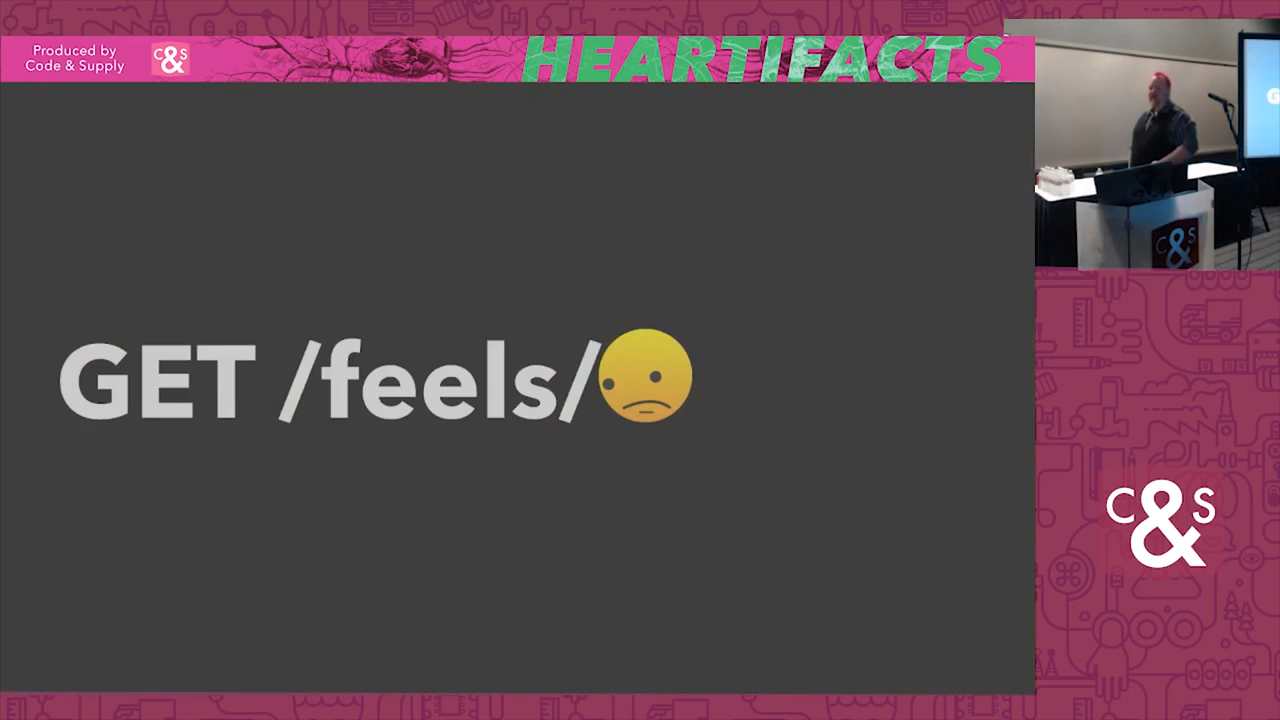 Produced by
Code & Supply
C&S
HEARTIFACTS
GET /feels/☹
G
C&S
C&S